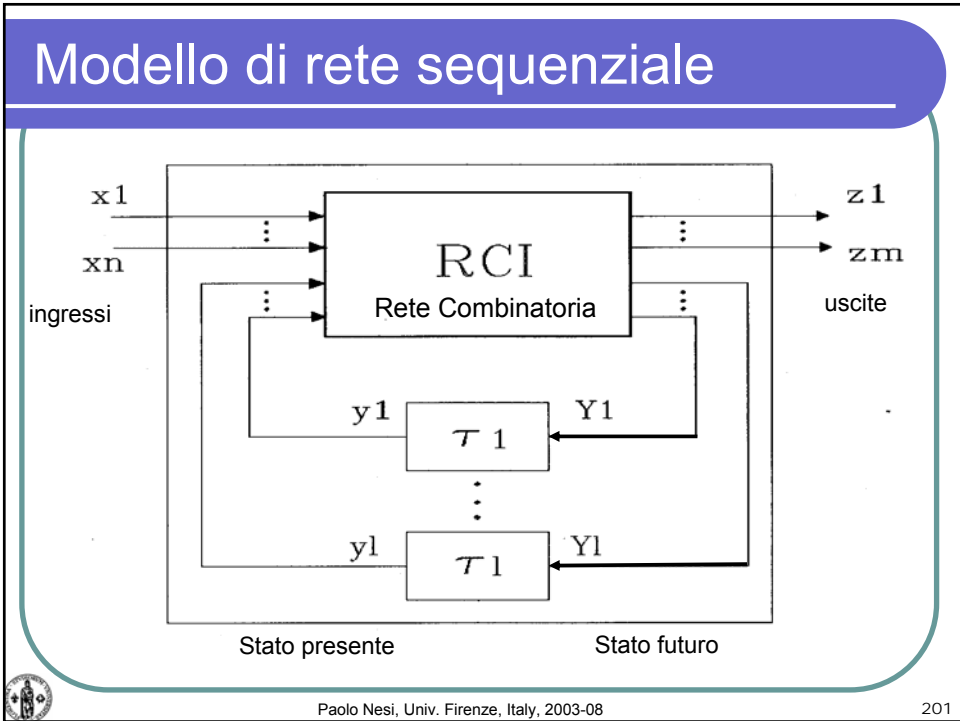 Modello di rete sequenziale
x1
xn
ingressi
RCI
Rete Combinatoria
z1
zm
uscite
y1
τ 1
Y1
yl
τ l
Yl
Stato presente
Stato futuro
Paolo Nesi, Univ. Firenze, Italy, 2003-08
201